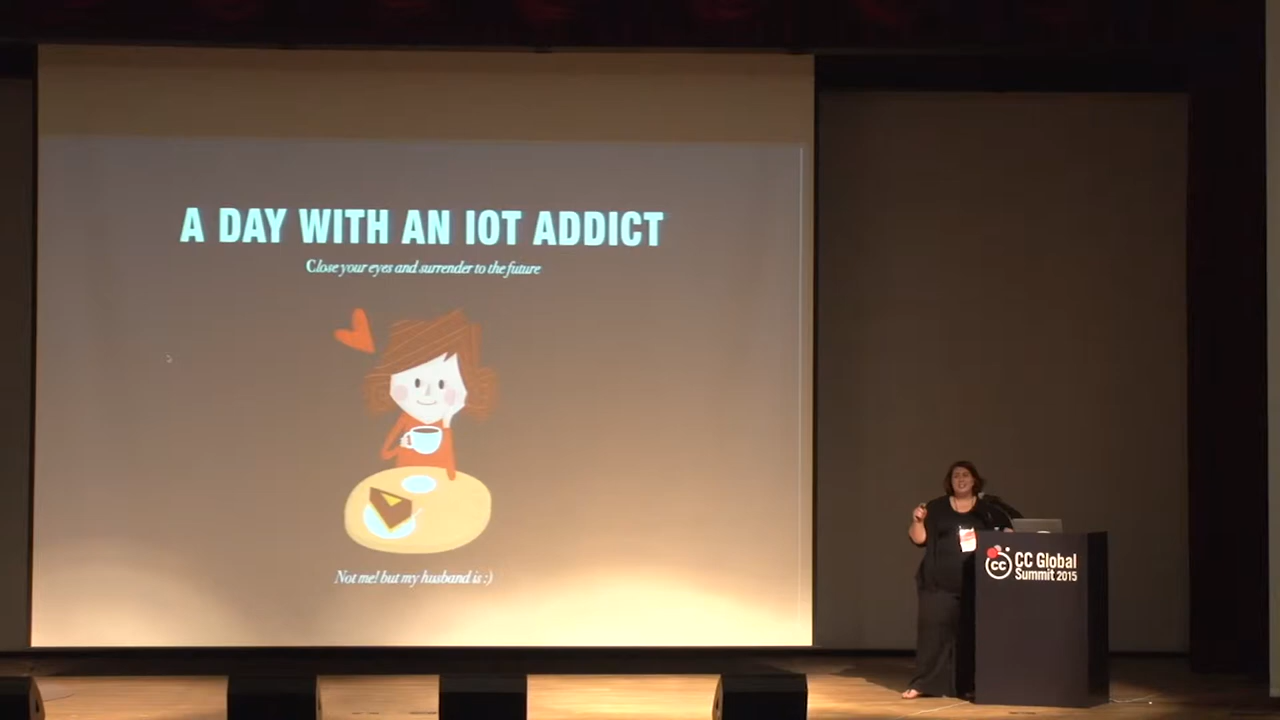 A DAY WITH AN IOT ADDICT
Close your eyes and surrender to the future
Not me! but my husband is :)
cc CC Global
Summit 2015